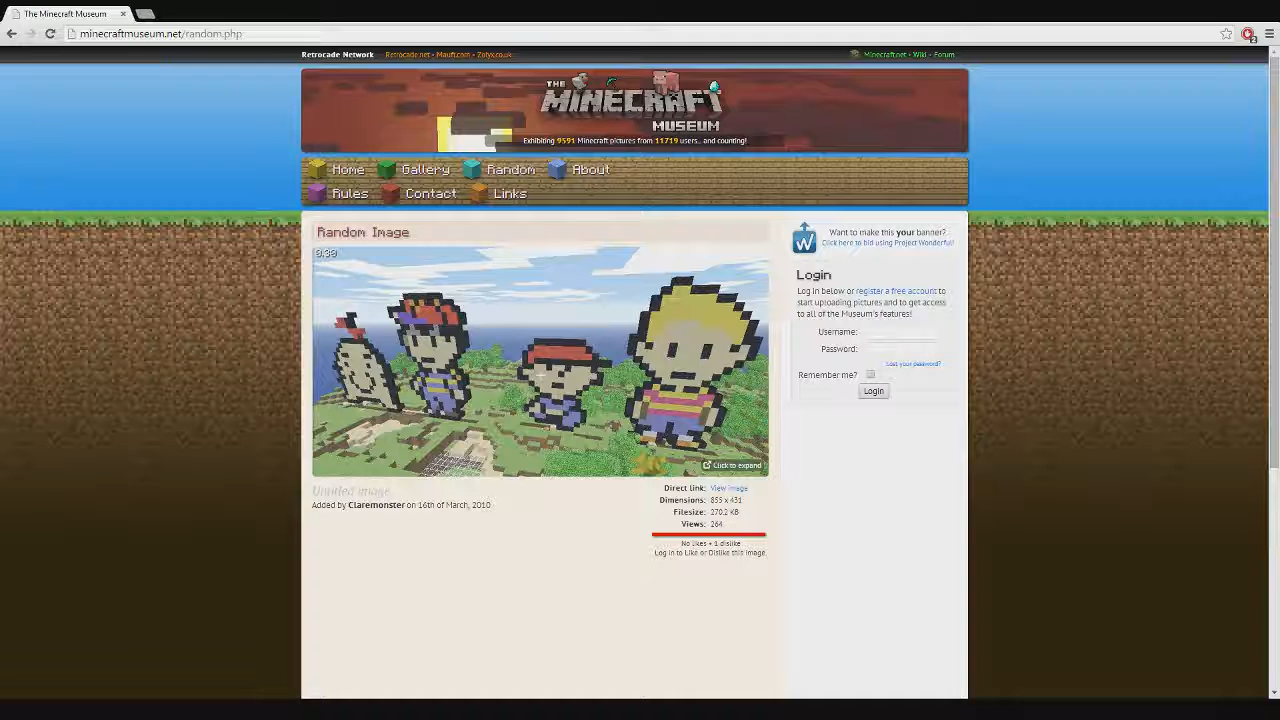 The Minecraft Museum
minecraftmuseum.net/random.php
Retrocade Network
Retrocade.net • Mauft.com • Zolyx.co.uk
Minecraft.net • Wiki • Forum
THE
MINECRAFT
MUSEUM
Exhibiting 9591 Minecraft pictures from 11719 users.. and counting!
Home
Gallery
Random
About
Rules
Contact
Links
Random Image
0.30
Click to expand
Untitled image
Added by Claremonster on 16th of March, 2010
Direct link: View image
Dimensions: 855 x 431
Filesize: 270.2 KB
Views: 264
No likes • 1 dislike
Log in to Like or Dislike this image.
Want to make this your banner?
Click here to bid using Project Wonderful!
Login
Log in below or register a free account to
start uploading pictures and to get access
to all of the Museum's features!
Username:
Password:
Lost your password?
Remember me?
Login